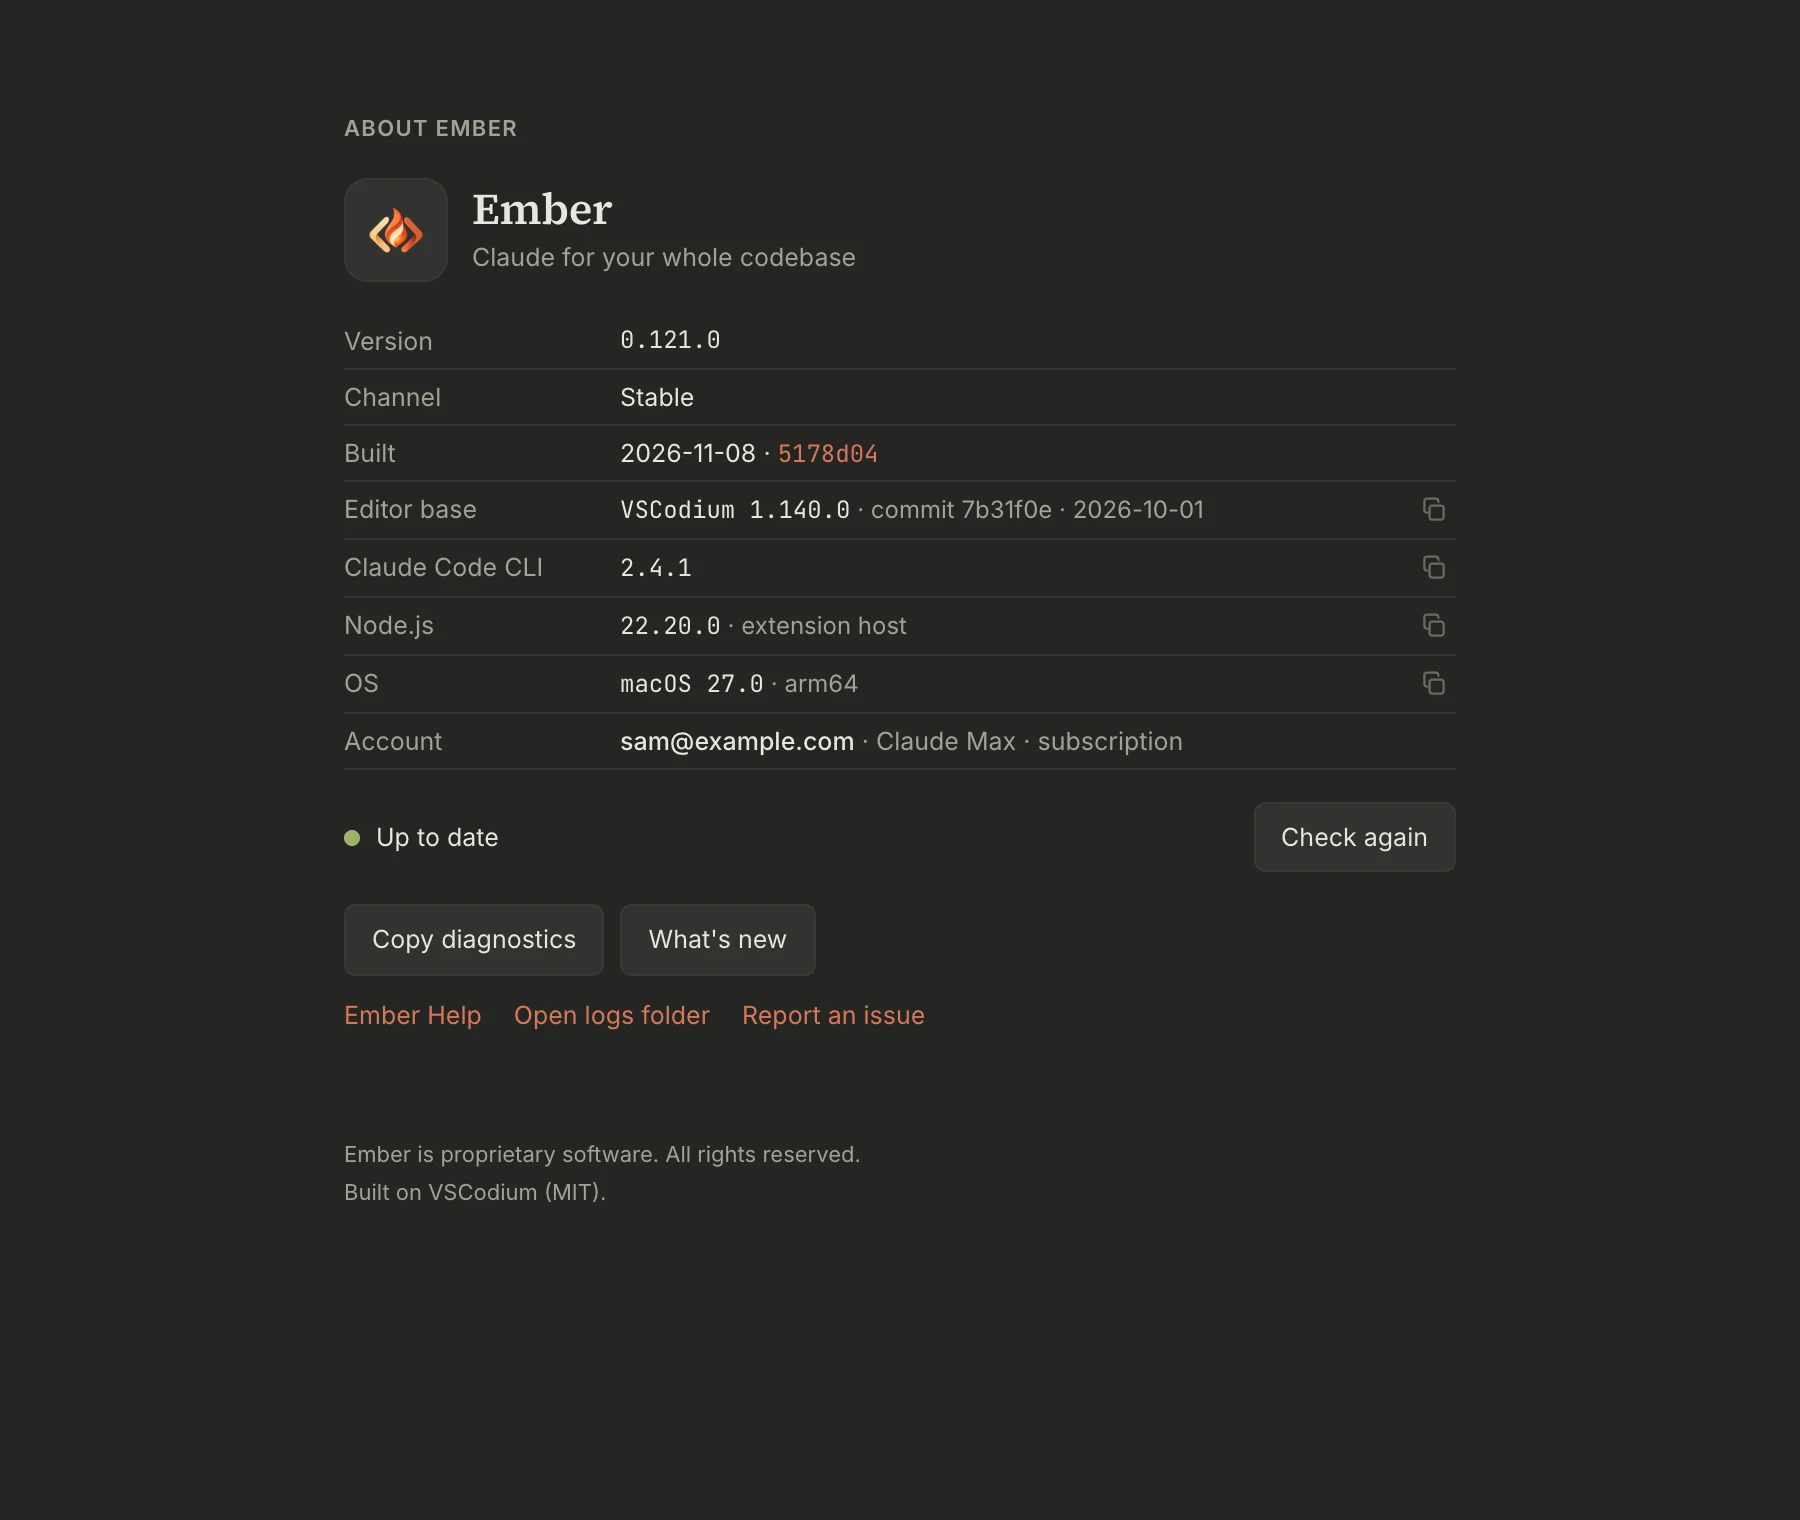 ABOUT EMBER
Ember
Claude for your whole codebase
Version 0.121.0
Channel Stable
Built 2026-11-08 · 5178d04
Editor base VSCodium 1.140.0 · commit 7b31f0e · 2026-10-01
Claude Code CLI 2.4.1
Node.js 22.20.0 · extension host
OS macOS 27.0 · arm64
Account sam@example.com · Claude Max · subscription
Up to date Check again
Copy diagnostics What's new
Ember Help Open logs folder Report an issue
Ember is proprietary software. All rights reserved.
Built on VSCodium (MIT).